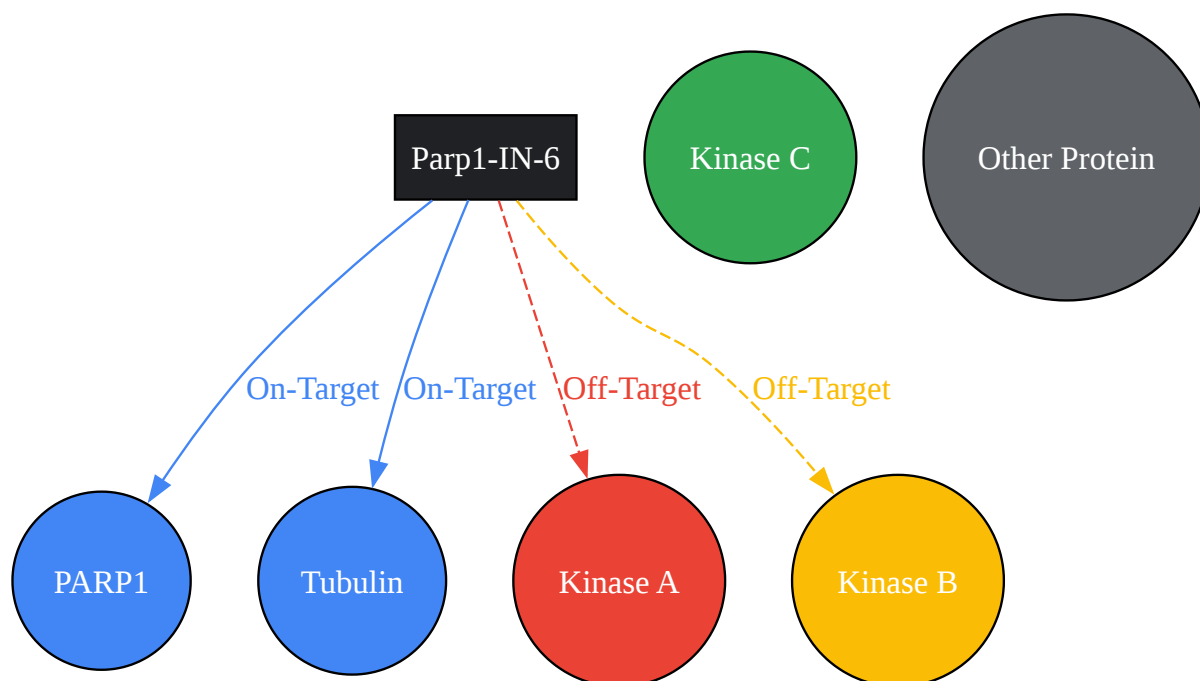 Parp1-IN-6
Kinase C
Other Protein
On-Target
On-Target
Off-Target
Off-Target
PARP1
Tubulin
Kinase A
Kinase B